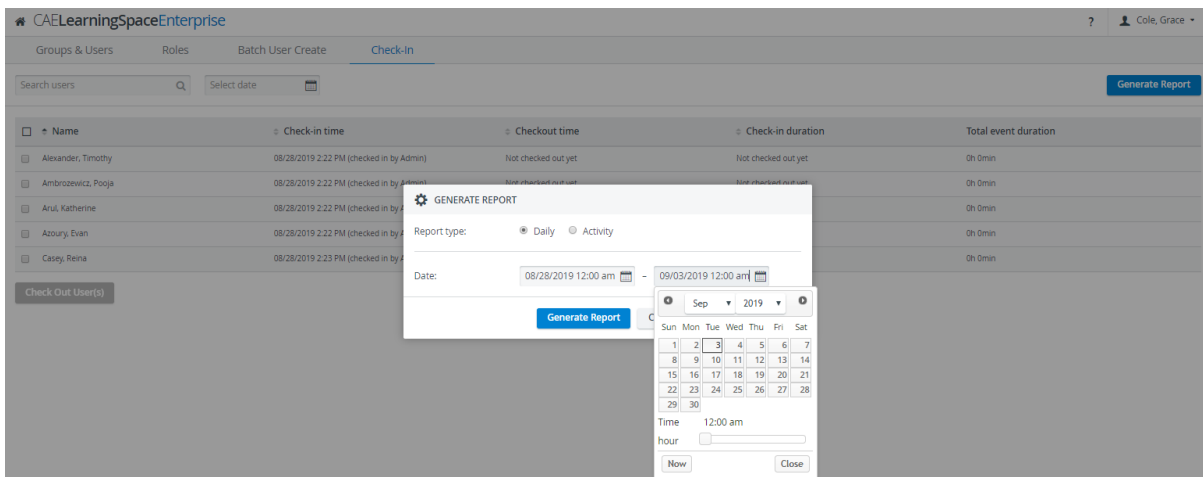 CAELearningSpaceEnterprise ? Cole, Grace
Groups & Users Roles Batch User Create Check-In
Search users Select date Generate Report
Name Check-in time Checkout time Check-in duration Total event duration
Alexander, Timothy 08/28/2019 2:22 PM (checked in by Admin) Not checked out yet Not checked out yet 0h 0min
Ambrozewicz, Pooja 08/28/2019 2:22 PM (checked in by Admin) Not checked out yet Not checked out yet 0h 0min
Arul, Katherine 08/28/2019 2:22 PM (checked in by 0h 0min
Azoury, Evan 08/28/2019 2:22 PM (checked in by 0h 0min
Casey, Reina 08/28/2019 2:23 PM (checked in by 0h 0min
Check Out User(s)
GENERATE REPORT
Report type: Daily Activity
Date: 08/28/2019 12:00 am – 09/03/2019 12:00 am
Generate Report
Sep 2019
Sun Mon Tue Wed Thu Fri Sat
1 2 3 4 5 6 7
8 9 10 11 12 13 14
15 16 17 18 19 20 21
22 23 24 25 26 27 28
29 30
Time 12:00 am
hour
Now Close